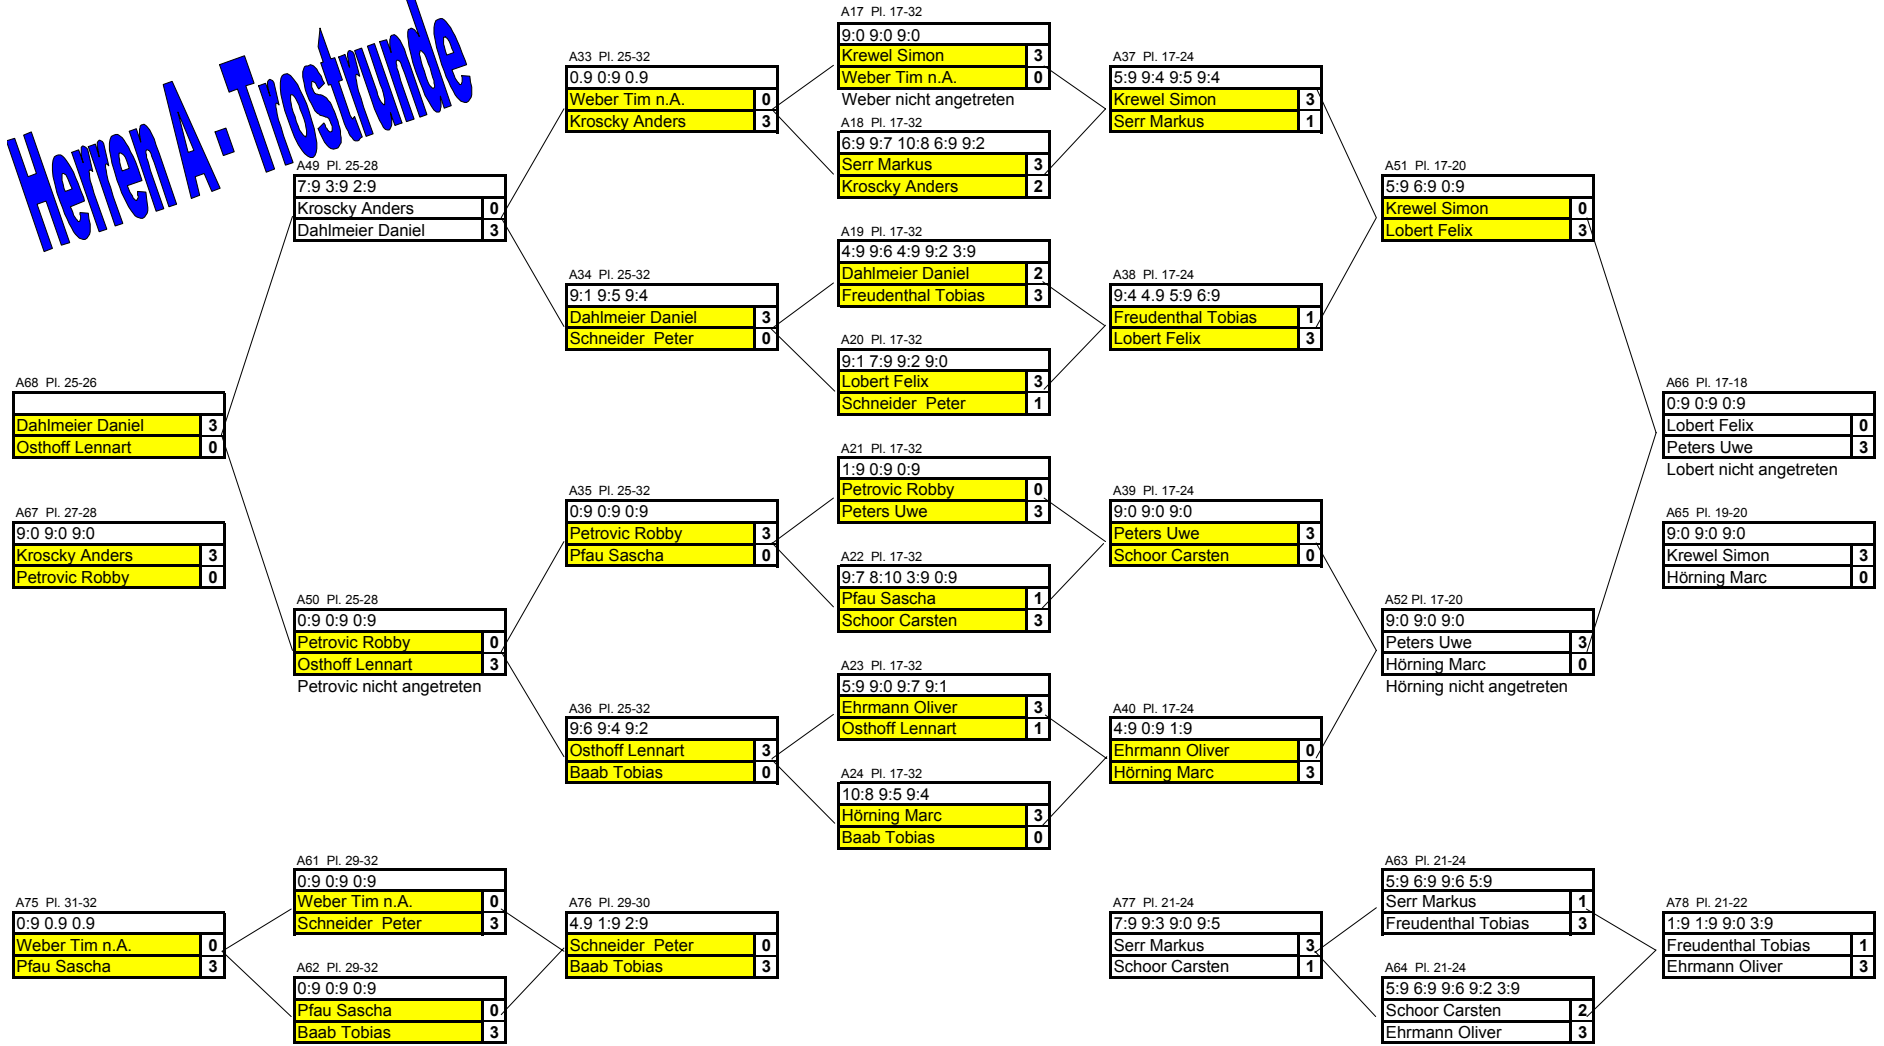 Herren A - Trostrunde
A17 Pl. 17-32
9:0 9:0 9:0
Krewel Simon 3
Weber Tim n.A. 0
Weber nicht angetreten
A18 Pl. 17-32
6:9 9:7 10:8 6:9 9:2
Serr Markus 3
Kroscky Anders 2
A19 Pl. 17-32
4:9 9:6 4:9 9:2 3:9
Dahlmeier Daniel 2
Freudenthal Tobias 3
A20 Pl. 17-32
9:1 7:9 9:2 9:0
Lobert Felix 3
Schneider Peter 1
A21 Pl. 17-32
1:9 0:9 0:9
Petrovic Robby 0
Peters Uwe 3
A22 Pl. 17-32
9:7 8:10 3:9 0:9
Pfau Sascha 1
Schoor Carsten 3
A23 Pl. 17-32
5:9 9:0 9:7 9:1
Ehrmann Oliver 3
Osthoff Lennart 1
A24 Pl. 17-32
10:8 9:5 9:4
Hörning Marc 3
Baab Tobias 0
A33 Pl. 25-32
0.9 0:9 0.9
Weber Tim n.A. 0
Kroscky Anders 3
A34 Pl. 25-32
9:1 9:5 9:4
Dahlmeier Daniel 3
Schneider Peter 0
A35 Pl. 25-32
0:9 0:9 0:9
Petrovic Robby 3
Pfau Sascha 0
A36 Pl. 25-32
9:6 9:4 9:2
Osthoff Lennart 3
Baab Tobias 0
A49 Pl. 25-28
7:9 3:9 2:9
Kroscky Anders 0
Dahlmeier Daniel 3
A50 Pl. 25-28
0:9 0:9 0:9
Petrovic Robby 0
Osthoff Lennart 3
Petrovic nicht angetreten
A68 Pl. 25-26
Dahlmeier Daniel 3
Osthoff Lennart 0
A67 Pl. 27-28
9:0 9:0 9:0
Kroscky Anders 3
Petrovic Robby 0
A37 Pl. 17-24
5:9 9:4 9:5 9:4
Krewel Simon 3
Serr Markus 1
A38 Pl. 17-24
9:4 4.9 5:9 6:9
Freudenthal Tobias 1
Lobert Felix 3
A39 Pl. 17-24
9:0 9:0 9:0
Peters Uwe 3
Schoor Carsten 0
A40 Pl. 17-24
4:9 0:9 1:9
Ehrmann Oliver 0
Hörning Marc 3
A51 Pl. 17-20
5:9 6:9 0:9
Krewel Simon 0
Lobert Felix 3
A52 Pl. 17-20
9:0 9:0 9:0
Peters Uwe 3
Hörning Marc 0
Hörning nicht angetreten
A66 Pl. 17-18
0:9 0:9 0:9
Lobert Felix 0
Peters Uwe 3
Lobert nicht angetreten
A65 Pl. 19-20
9:0 9:0 9:0
Krewel Simon 3
Hörning Marc 0
A75 Pl. 31-32
0:9 0.9 0.9
Weber Tim n.A. 0
Pfau Sascha 3
A61 Pl. 29-32
0:9 0:9 0:9
Weber Tim n.A. 0
Schneider Peter 3
A62 Pl. 29-32
0:9 0:9 0:9
Pfau Sascha 0
Baab Tobias 3
A76 Pl. 29-30
4.9 1:9 2:9
Schneider Peter 0
Baab Tobias 3
A77 Pl. 21-24
7:9 9:3 9:0 9:5
Serr Markus 3
Schoor Carsten 1
A63 Pl. 21-24
5:9 6:9 9:6 5:9
Serr Markus 1
Freudenthal Tobias 3
A64 Pl. 21-24
5:9 6:9 9:6 9:2 3:9
Schoor Carsten 2
Ehrmann Oliver 3
A78 Pl. 21-22
1:9 1:9 9:0 3:9
Freudenthal Tobias 1
Ehrmann Oliver 3